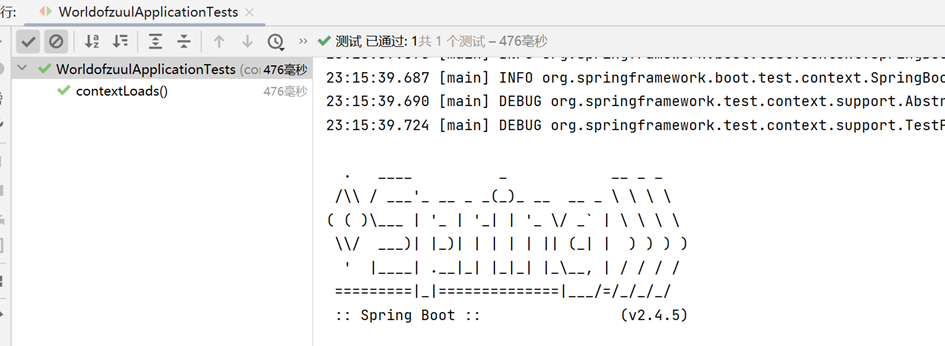 行: WorldofzuulApplicationTests
» 测试 已通过: 1共 1 个测试 – 476毫秒
WorldofzuulApplicationTests (co 476毫秒
contextLoads() 476毫秒
23:15:39.687 [main] INFO org.springframework.boot.test.context.SpringBoo
23:15:39.690 [main] DEBUG org.springframework.test.context.support.Abstr
23:15:39.724 [main] DEBUG org.springframework.test.context.support.TestP
  .   ____          _            __ _ _
 /\\ / ___'_ __ _ _(_)_ __  __ _ \ \ \ \
( ( )\___ | '_ | '_| | '_ \/ _` | \ \ \ \
 \\/  ___)| |_)| | | | | || (_| |  ) ) ) )
  '  |____| .__|_| |_|_| |_\__, | / / / /
 =========|_|==============|___/=/_/_/_/
 :: Spring Boot ::                (v2.4.5)